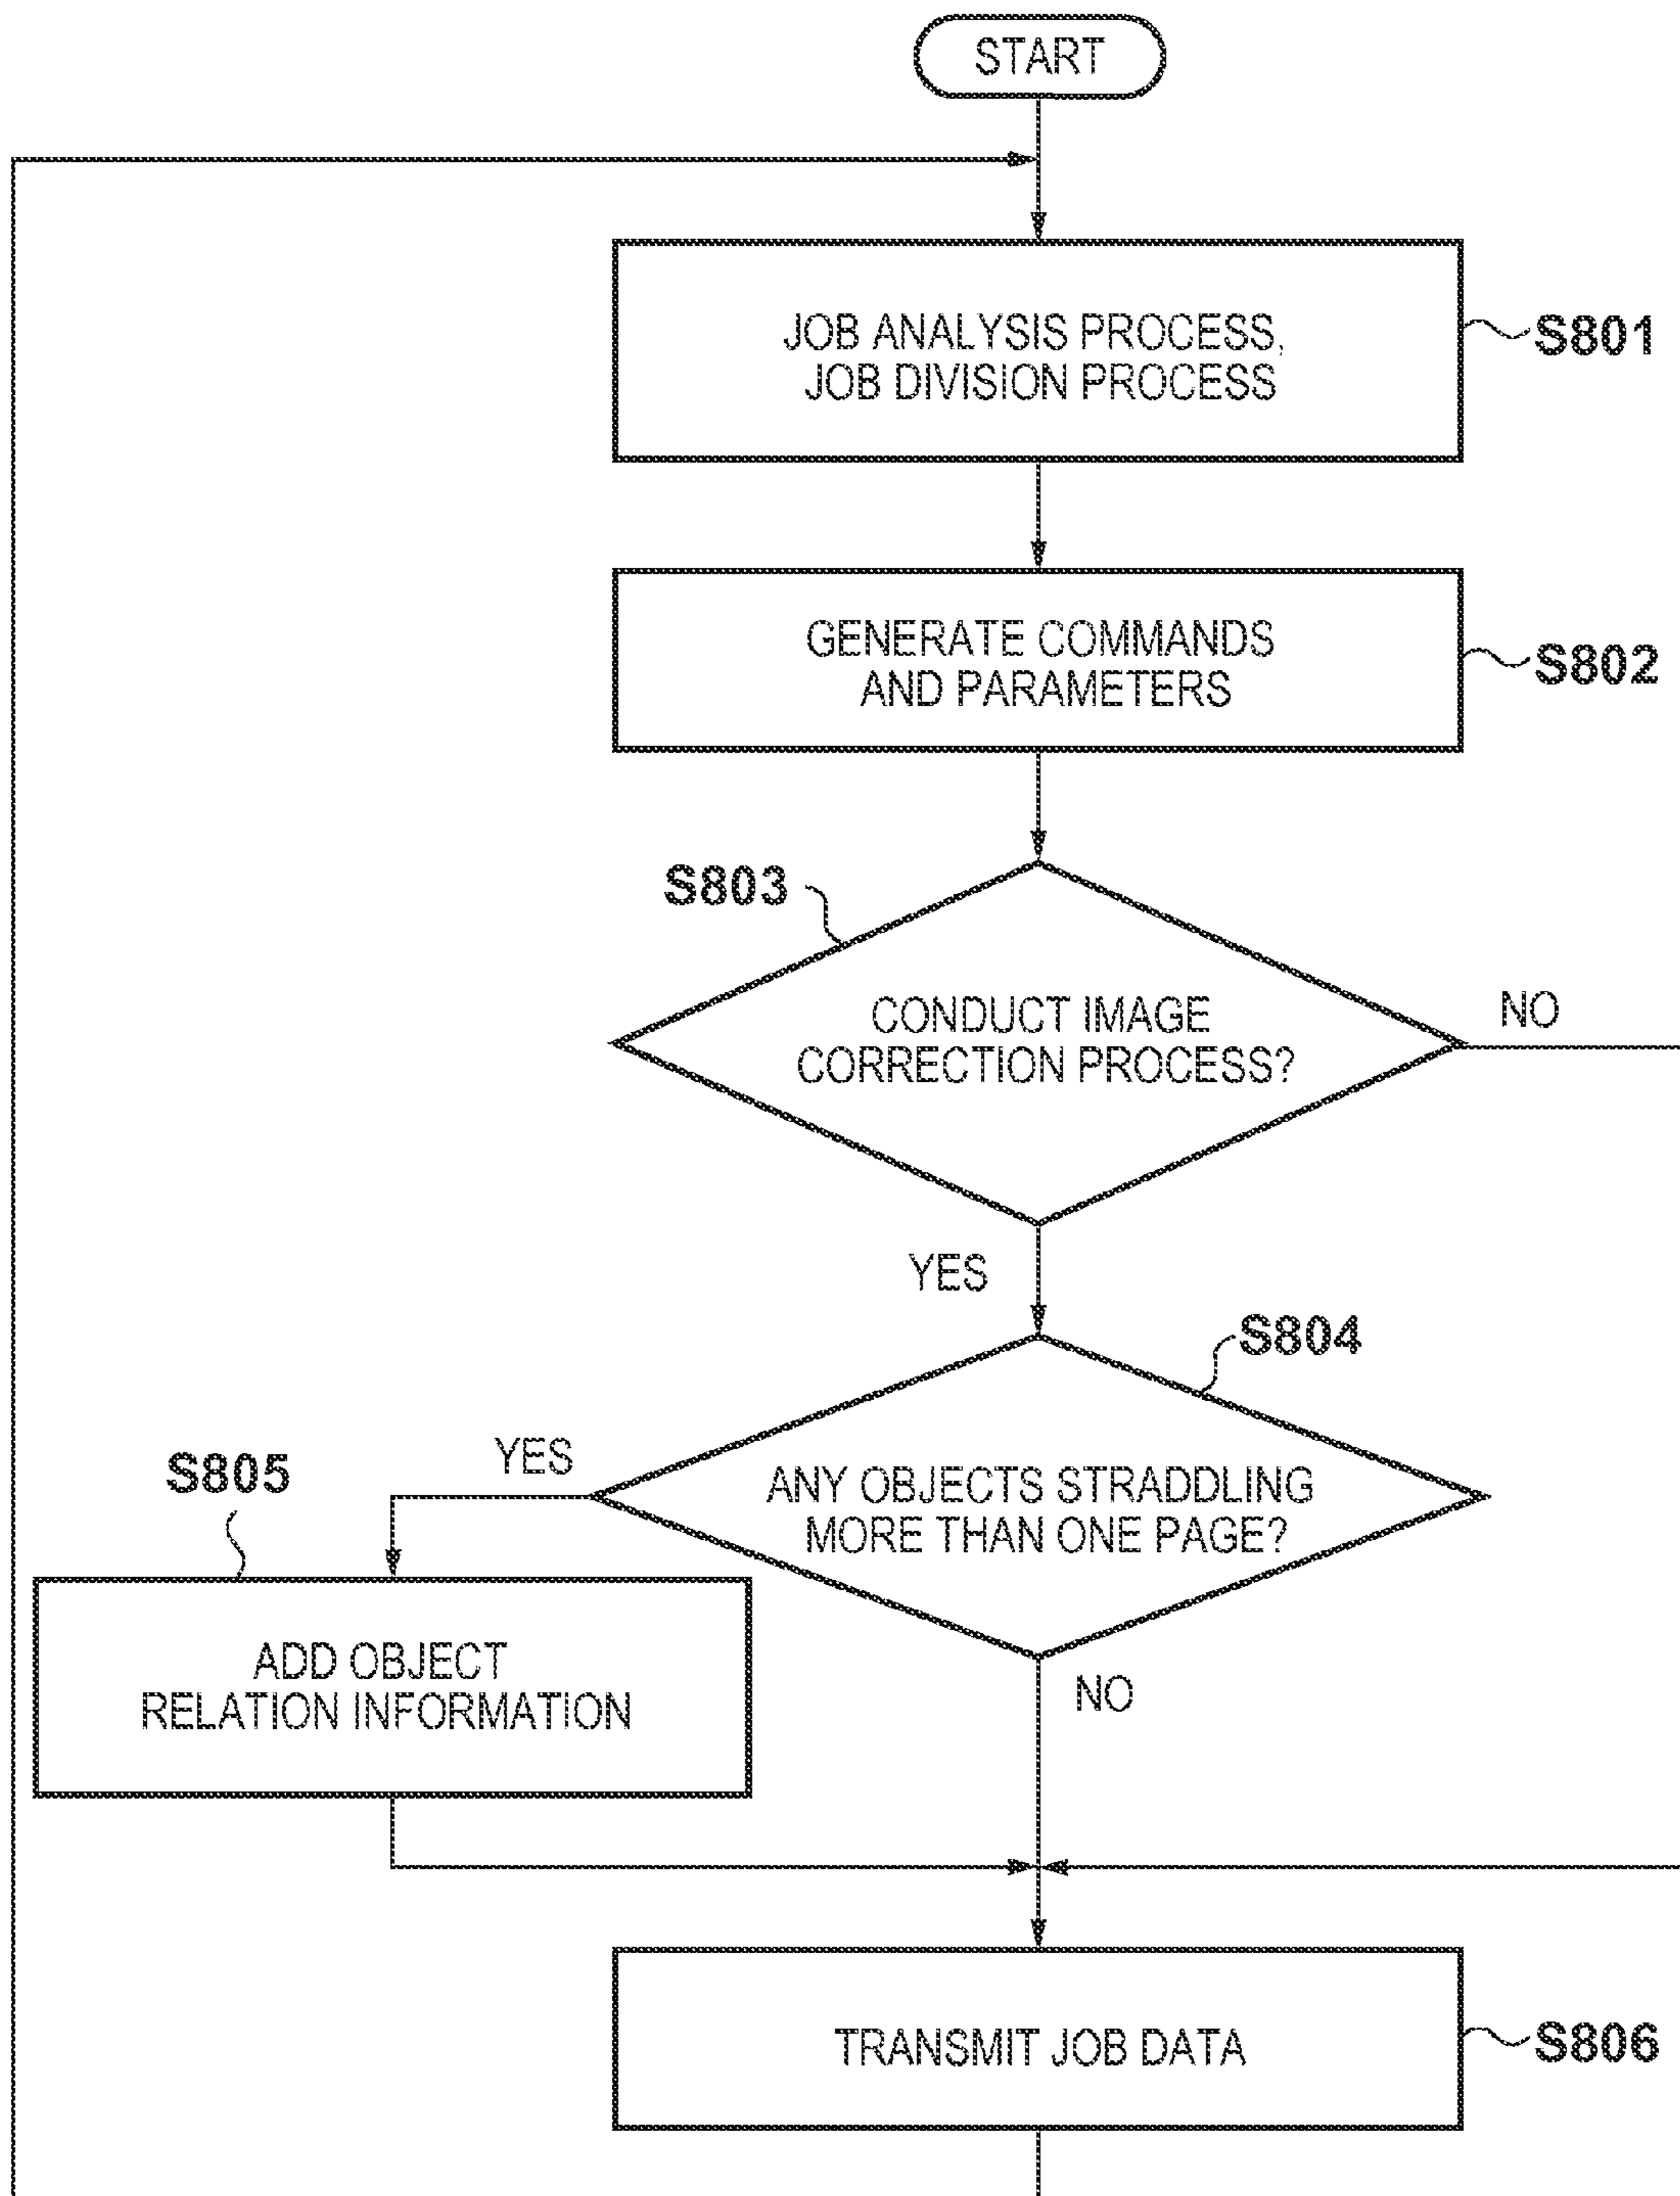 START
JOB ANALYSIS PROCESS,
JOB DIVISION PROCESS
S801
GENERATE COMMANDS
AND PARAMETERS
S802
S803
CONDUCT IMAGE
CORRECTION PROCESS?
NO
YES
S804
ANY OBJECTS STRADDLING
MORE THAN ONE PAGE?
YES
S805
ADD OBJECT
RELATION INFORMATION
NO
TRANSMIT JOB DATA
S806